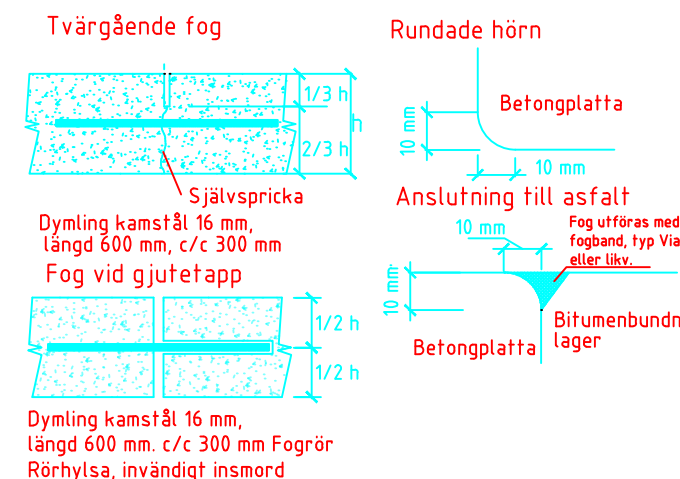 Tvärgående fog
1/3 h
h
2/3 h
Självspricka
Dymling kamstål 16 mm,
längd 600 mm, c/c 300 mm
Fog vid gjutetapp
1/2 h
1/2 h
Dymling kamstål 16 mm,
längd 600 mm. c/c 300 mm Fogrör
Rörhylsa, invändigt insmord
Rundade hörn
Betongplatta
10 mm
10 mm
Anslutning till asfalt
10 mm
Fog utföras med
fogband, typ Via
eller likv.
10 mm
Betongplatta
Bitumenbundn
lager